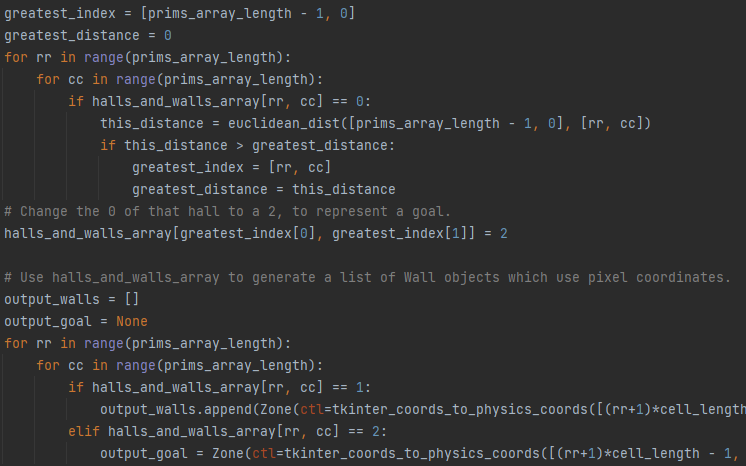 greatest_index = [prims_array_length - 1, 0]
greatest_distance = 0
for rr in range(prims_array_length):
    for cc in range(prims_array_length):
        if halls_and_walls_array[rr, cc] == 0:
            this_distance = euclidean_dist([prims_array_length - 1, 0], [rr, cc])
            if this_distance > greatest_distance:
                greatest_index = [rr, cc]
                greatest_distance = this_distance
# Change the 0 of that hall to a 2, to represent a goal.
halls_and_walls_array[greatest_index[0], greatest_index[1]] = 2

# Use halls_and_walls_array to generate a list of Wall objects which use pixel coordinates.
output_walls = []
output_goal = None
for rr in range(prims_array_length):
    for cc in range(prims_array_length):
        if halls_and_walls_array[rr, cc] == 1:
            output_walls.append(Zone(ctl=tkinter_coords_to_physics_coords([(rr+1)*cell_length
        elif halls_and_walls_array[rr, cc] == 2:
            output_goal = Zone(ctl=tkinter_coords_to_physics_coords([(rr+1)*cell_length - 1,